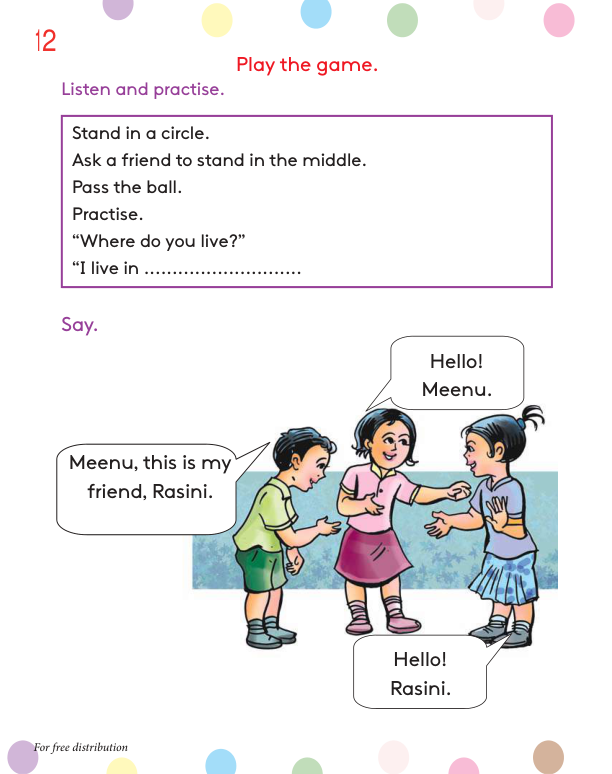 12
Play the game.
Listen and practise.
Stand in a circle.
Ask a friend to stand in the middle.
Pass the ball.
Practise.
“Where do you live?”
“I live in ............................
Say.
Hello!
Meenu.
Meenu, this is my
friend, Rasini.
Hello!
Rasini.
For free distribution